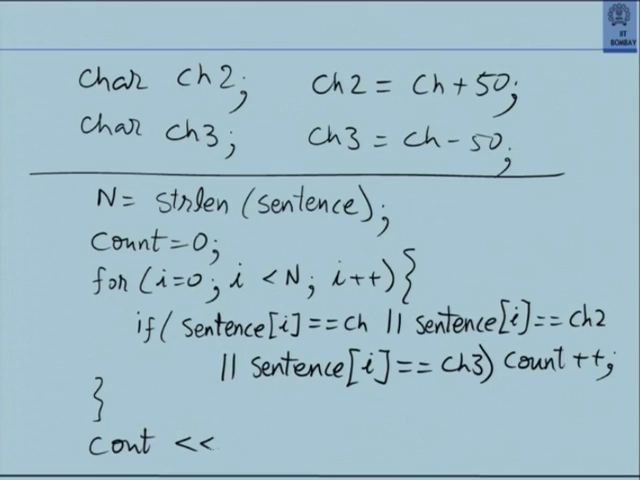 IIT
BOMBAY
char ch2; ch2 = ch + 50;
char ch3; ch3 = ch - 50;
N = strlen (sentence);
Count=0;
for (i=0; i < N; i++) {
if( sentence[i]==ch || sentence[i]==ch2
|| sentence[i]== ch3) count ++;
}
cout <<